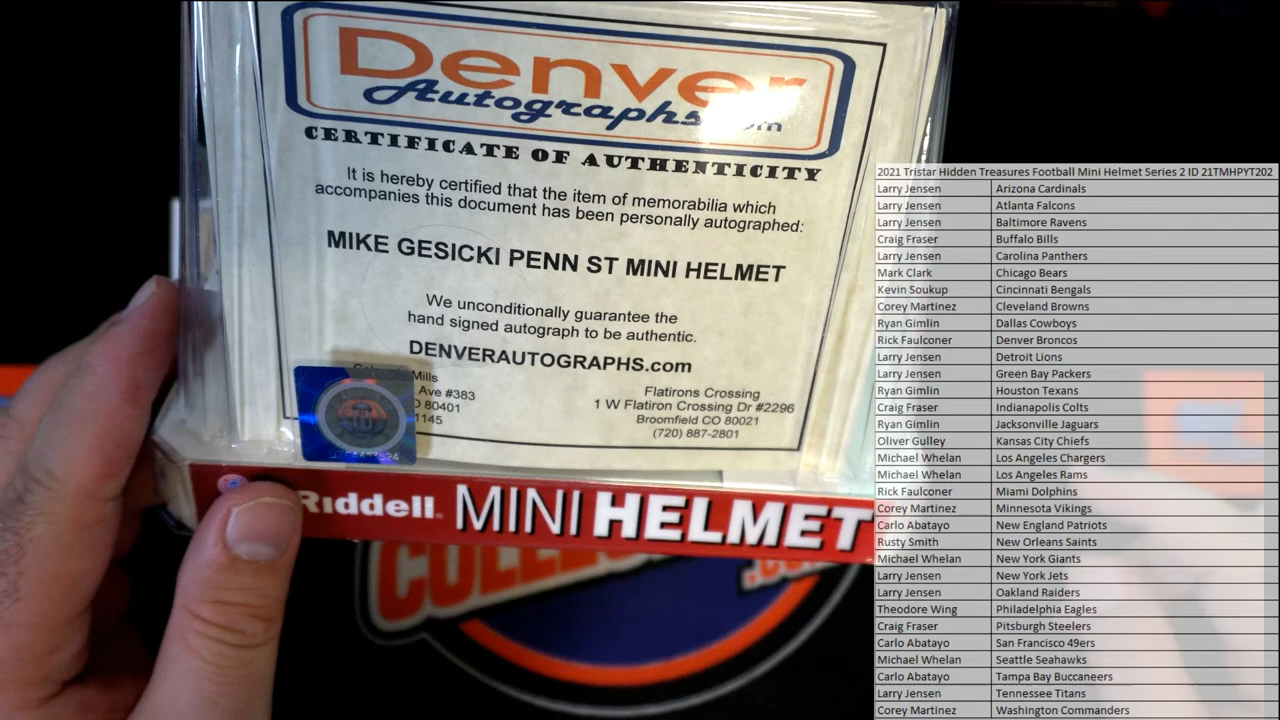 Denver
Autographs
CERTIFICATE OF AUTHENTICITY
It is hereby certified that the item of memorabilia which
accompanies this document has been personally autographed:
MIKE GESICKI PENN ST MINI HELMET
We unconditionally guarantee the
hand signed autograph to be authentic.
DENVERAUTOGRAPHS.com
Mills
Ave #383
80401
1145
Flatirons Crossing
1 W Flatiron Crossing Dr #2296
Broomfield CO 80021
(720) 887-2801
Riddell MINI HELMET
2021 Tristar Hidden Treasures Football Mini Helmet Series 2 ID 21TMHPYT202
Larry Jensen Arizona Cardinals
Larry Jensen Atlanta Falcons
Larry Jensen Baltimore Ravens
Craig Fraser Buffalo Bills
Larry Jensen Carolina Panthers
Mark Clark Chicago Bears
Kevin Soukup Cincinnati Bengals
Corey Martinez Cleveland Browns
Ryan Gimlin Dallas Cowboys
Rick Faulconer Denver Broncos
Larry Jensen Detroit Lions
Larry Jensen Green Bay Packers
Ryan Gimlin Houston Texans
Craig Fraser Indianapolis Colts
Ryan Gimlin Jacksonville Jaguars
Oliver Gulley Kansas City Chiefs
Michael Whelan Los Angeles Chargers
Michael Whelan Los Angeles Rams
Rick Faulconer Miami Dolphins
Corey Martinez Minnesota Vikings
Carlo Abatayo New England Patriots
Rusty Smith New Orleans Saints
Michael Whelan New York Giants
Larry Jensen New York Jets
Larry Jensen Oakland Raiders
Theodore Wing Philadelphia Eagles
Craig Fraser Pitsburgh Steelers
Carlo Abatayo San Francisco 49ers
Michael Whelan Seattle Seahawks
Carlo Abatayo Tampa Bay Buccaneers
Larry Jensen Tennessee Titans
Corey Martinez Washington Commanders